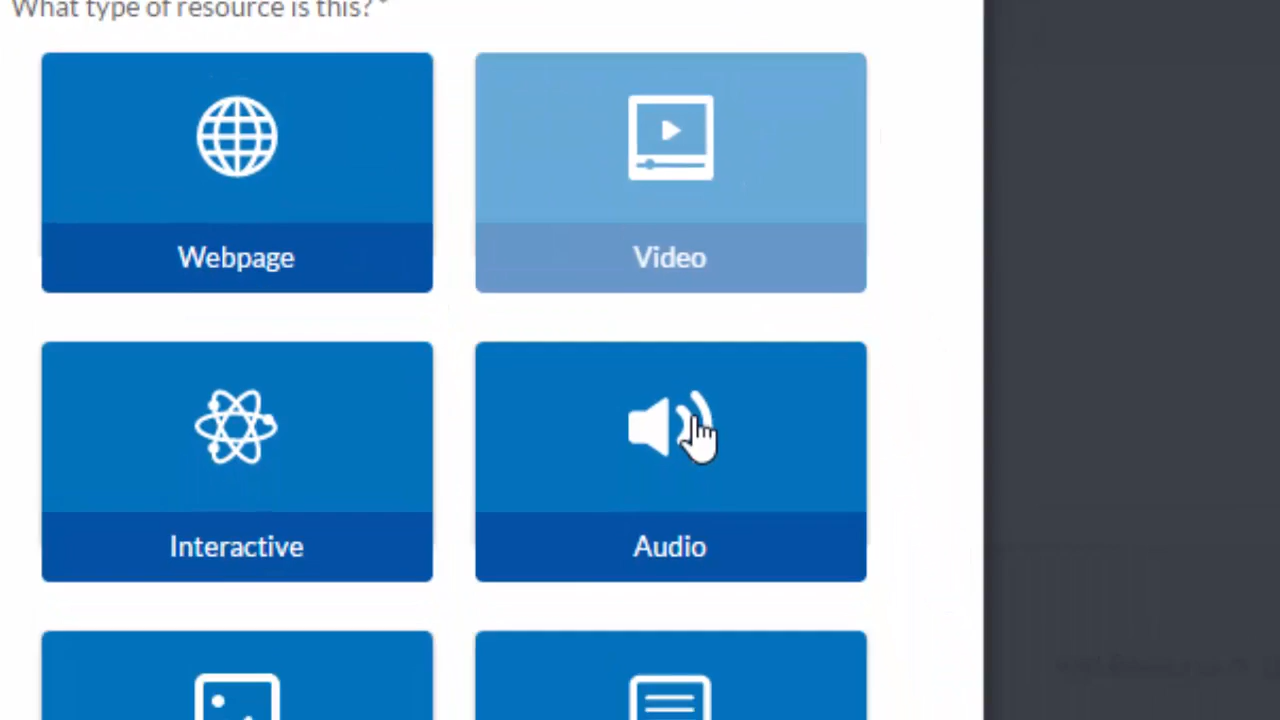 What type of resource is this? *
Webpage
Video
Interactive
Audio